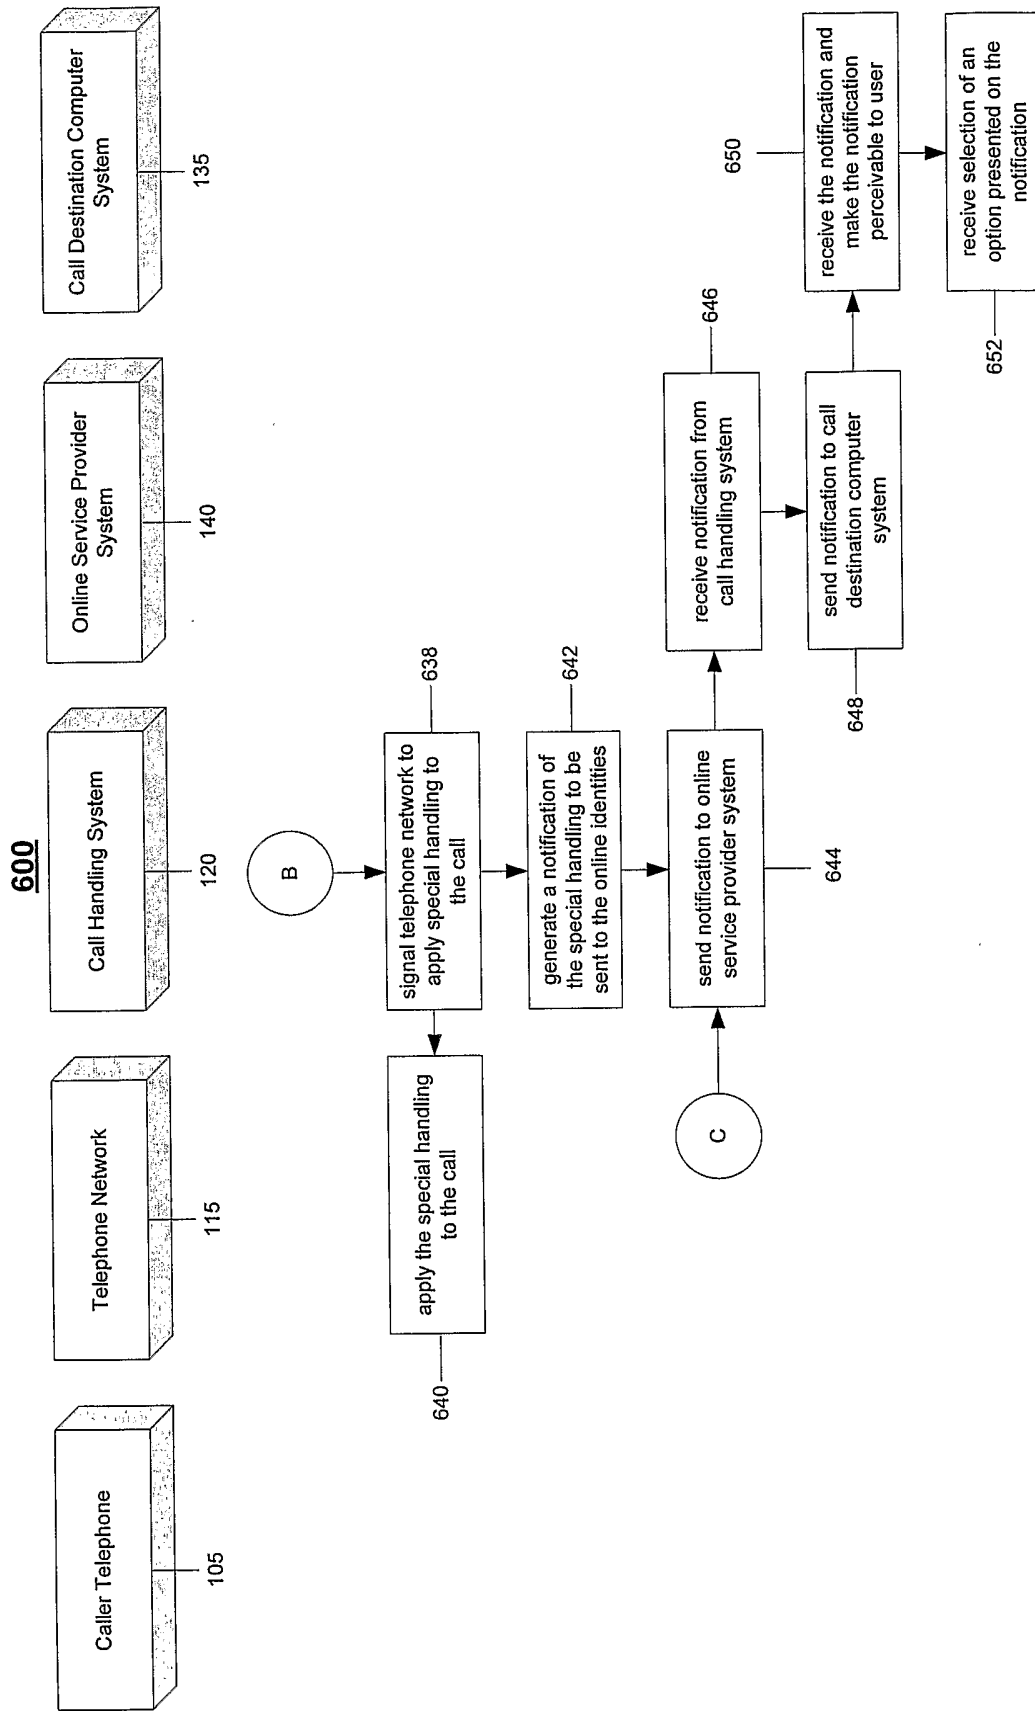 600
Caller Telephone
105
Telephone Network
115
Call Handling System
120
Online Service Provider
System
140
Call Destination Computer
System
135
B
signal telephone network to
apply special handling to
the call
638
apply the special handling
to the call
640
generate a notification of
the special handling to be
sent to the online identities
642
C
send notification to online
service provider system
644
receive notification from
call handling system
646
send notification to call
destination computer
system
648
receive the notification and
make the notification
perceivable to user
650
receive selection of an
option presented on the
notification
652